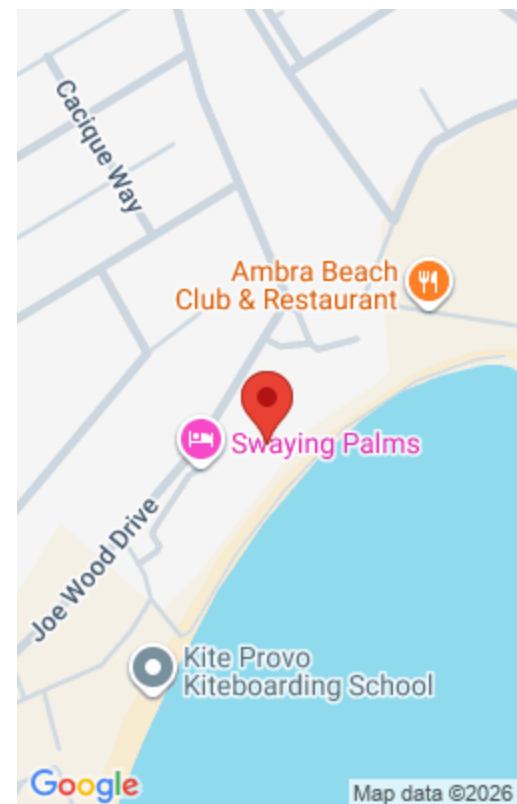 Cacique Way
Ambra Beach
Club & Restaurant
Swaying Palms
Joe Wood Drive
Kite Provo
Kiteboarding School
Google
Map data ©2026